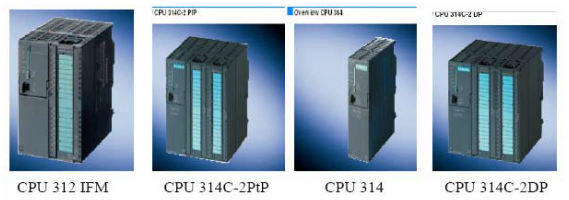 CPU 314C-2 PtP
Overview CPU 314
CPU 314C-2 DP
CPU 312 IFM
CPU 314C-2PtP
CPU 314
CPU 314C-2DP